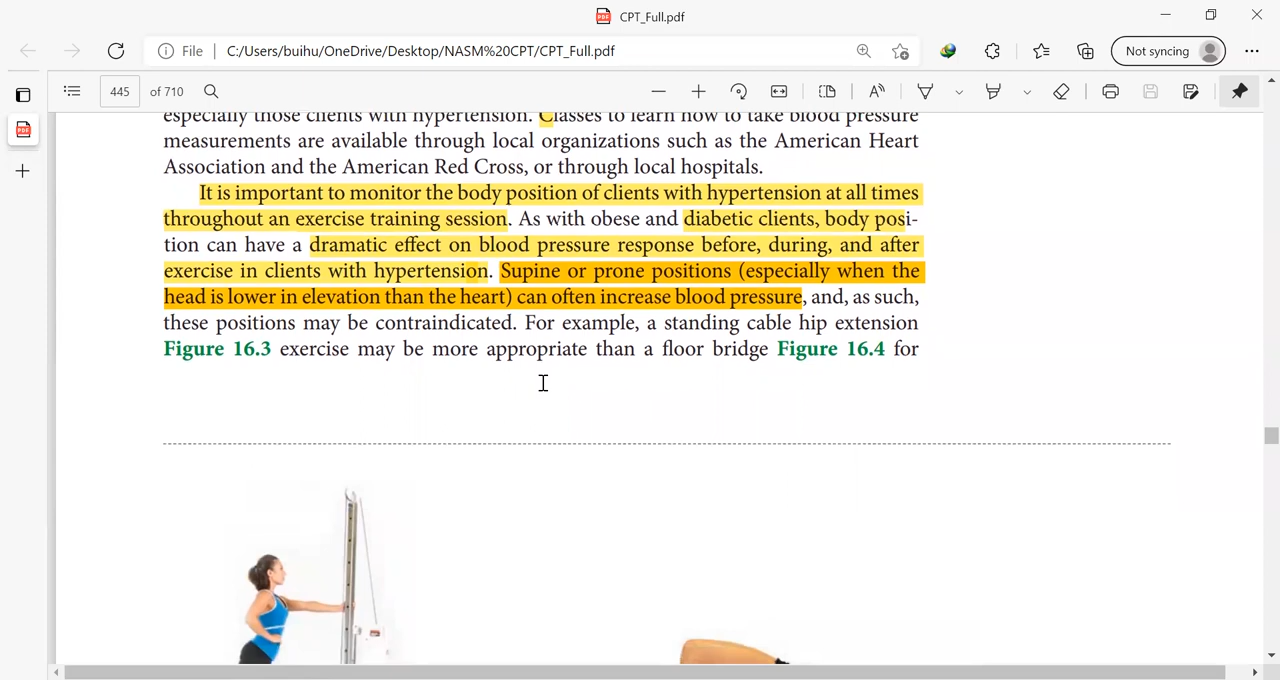 CPT_Full.pdf
File
C:/Users/buihu/OneDrive/Desktop/NASM%20CPT/CPT_Full.pdf
Not syncing
445 of 710
especially those clients with hypertension. Classes to learn how to take blood pressure
measurements are available through local organizations such as the American Heart
Association and the American Red Cross, or through local hospitals.
It is important to monitor the body position of clients with hypertension at all times
throughout an exercise training session. As with obese and diabetic clients, body posi-
tion can have a dramatic effect on blood pressure response before, during, and after
exercise in clients with hypertension. Supine or prone positions (especially when the
head is lower in elevation than the heart) can often increase blood pressure, and, as such,
these positions may be contraindicated. For example, a standing cable hip extension
Figure 16.3 exercise may be more appropriate than a floor bridge Figure 16.4 for